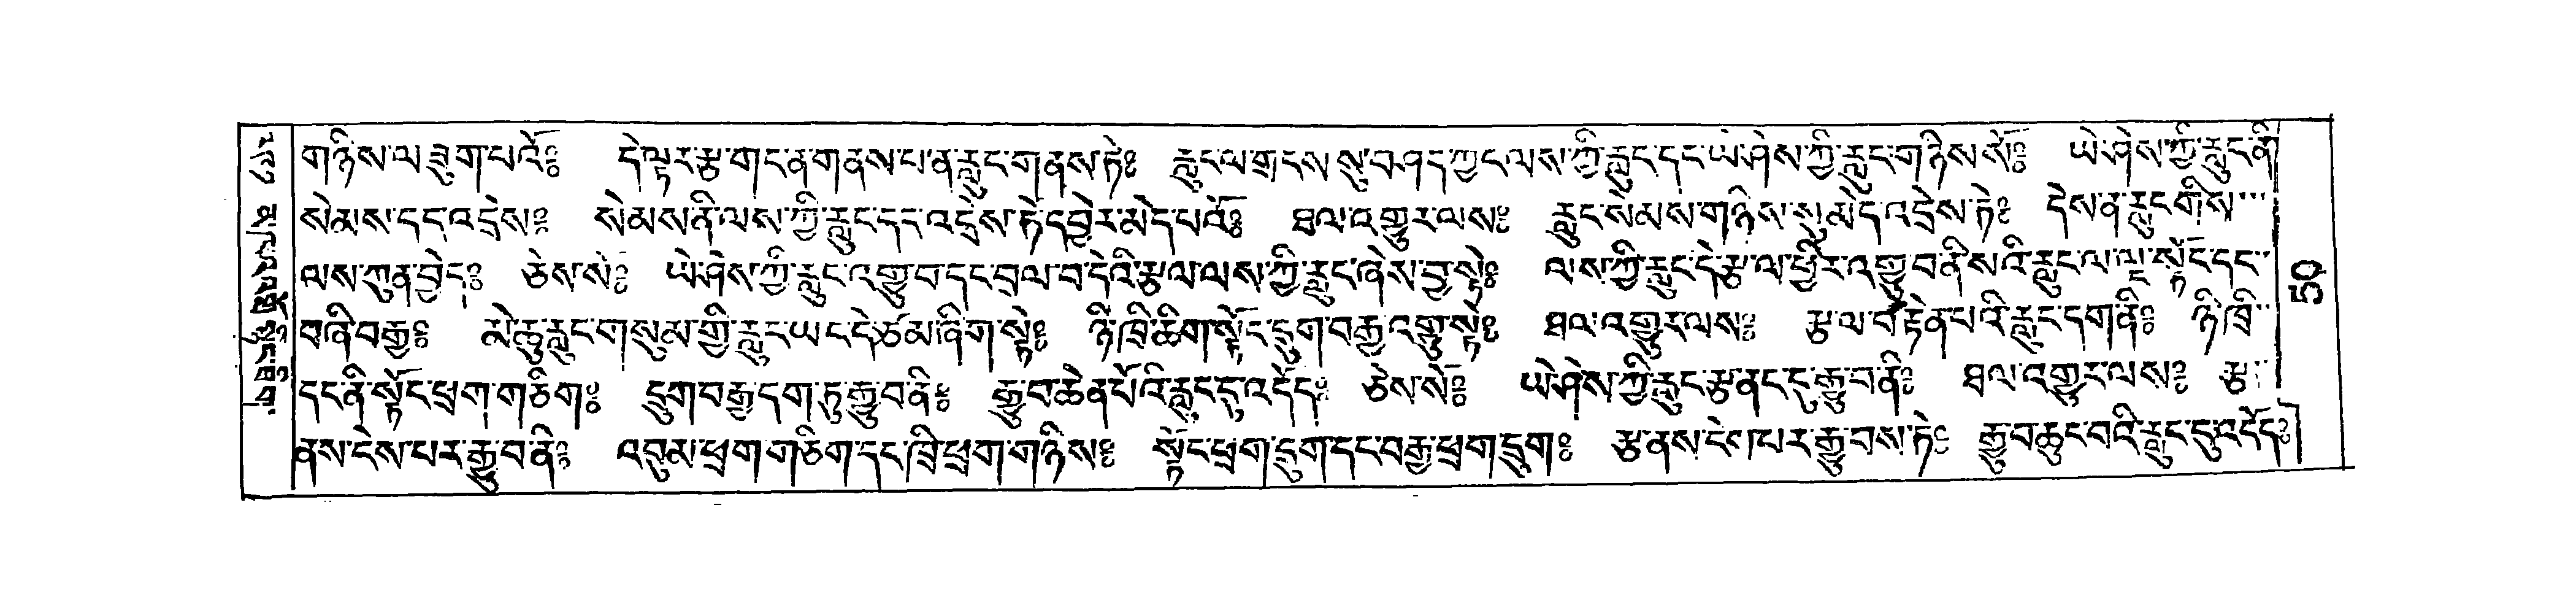 གཉིས་ལ་ཟུག་པའོ༔ དེ་ལྟར་རྩ་གང་ན་གནས་པ་ན་རླུང་གནས་ཏེ༔ རླུང་ལ་གྲངས་སུ་བཤད་ཀྱང་ལས་ཀྱི་རླུང་དང་ཡེ་ཤེས་ཀྱི་རླུང་གཉིས་སོ༔ ཡེ་ཤེས་ཀྱི་རླུང་ནི
སེམས་དང་འདྲེས༔ སེམས་ནི་ལས་ཀྱི་རླུང་དང་འདྲེས་ཏེ་དབྱེར་མེད་པའོ༔ ཐལ་འགྱུར་ལས༔ རླུང་སེམས་གཉིས་སུ་མེད་འདྲེས་ཏེ༔ དེས་ན་རླུང་གིས་
ལས་ཀུན་བྱེད༔ ཅེས་སོ༔ ཡེ་ཤེས་ཀྱི་རླུང་འགྱུ་བ་དང་བྲལ་བ་དེའི་རྩལ་ལས་ཀྱི་རླུང་ཞེས་བྱ་སྟེ༔ ལས་ཀྱི་རླུང་དེ་རྩ་ལ་ཕྱིར་འགྱུ་བ་ནི་སའི་རླུང་ལ་ལྔ་སྟོང་དང་
བཞི་བརྒྱ༔ མེ་ཆུ་རླུང་གསུམ་གྱི་རླུང་ཡང་དེ་ཙམ་ཞིག་སྟེ༔ ཉི་ཁྲི་ཆིག་སྟོང་དྲུག་བརྒྱ་འགྱུ་སྟེ༔ ཐལ་འགྱུར་ལས༔ རྩ་ལ་བརྟེན་པའི་རླུང་དག་ནི༔ ཉི་ཁྲི་
དང་ནི་སྟོང་ཕྲག་གཅིག༔ དྲུག་བརྒྱ་དག་ཏུ་རྒྱུ་བ་ནི༔ རྒྱུ་བ་ཆེན་པོའི་རླུང་དུ་འདོད༔ ཅེས་སོ༔ ཡེ་ཤེས་ཀྱི་རླུང་རྩ་ནང་དུ་རྒྱུ་བ་ནི༔ ཐལ་འགྱུར་ལས༔ རྩ་
ནས་ངེས་པར་རྒྱུ་བ་ནི༔ འབུམ་ཕྲག་གཅིག་དང་ཁྲི་ཕྲག་གཉིས༔ སྟོང་ཕྲག་དྲུག་དང་བརྒྱ་ཕྲག་དྲུག༔ རྩ་ནས་ངེས་པར་རྒྱུ་བས་ཏེ༔ རྒྱུ་བ་ཆུང་བའི་རླུང་དུ་འདོད༔